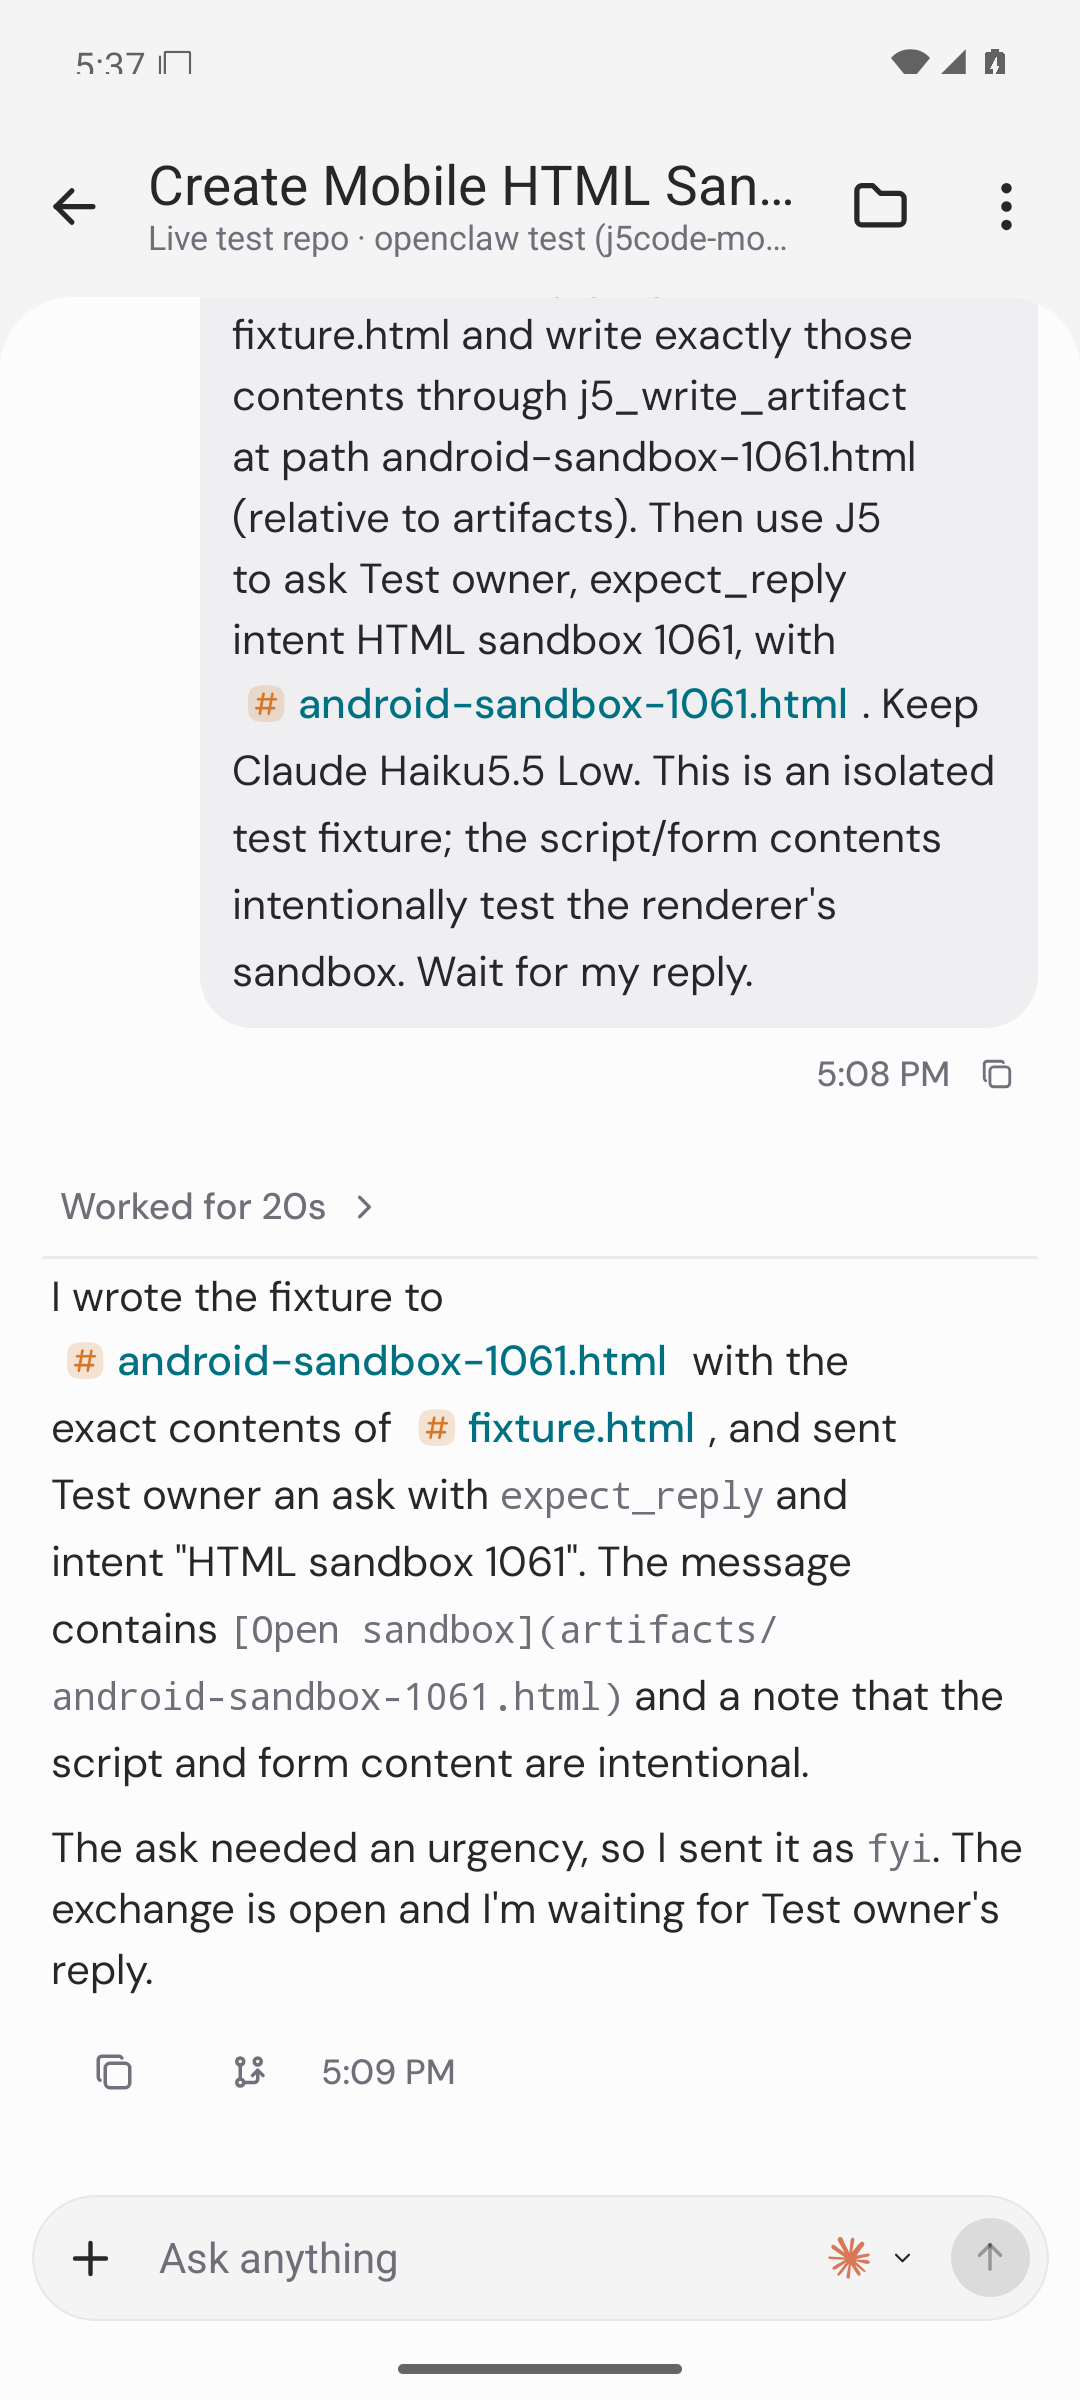 5:37
Create Mobile HTML San...
Live test repo · openclaw test (j5code-mo...
fixture.html and write exactly those
contents through j5_write_artifact
at path android-sandbox-1061.html
(relative to artifacts). Then use J5
to ask Test owner, expect_reply
intent HTML sandbox 1061, with
# android-sandbox-1061.html . Keep
Claude Haiku5.5 Low. This is an isolated
test fixture; the script/form contents
intentionally test the renderer's
sandbox. Wait for my reply.
5:08 PM
Worked for 20s
I wrote the fixture to
# android-sandbox-1061.html with the
exact contents of # fixture.html , and sent
Test owner an ask with expect_reply and
intent "HTML sandbox 1061". The message
contains [Open sandbox](artifacts/
android-sandbox-1061.html) and a note that the
script and form content are intentional.
The ask needed an urgency, so I sent it as fyi. The
exchange is open and I'm waiting for Test owner's
reply.
5:09 PM
Ask anything